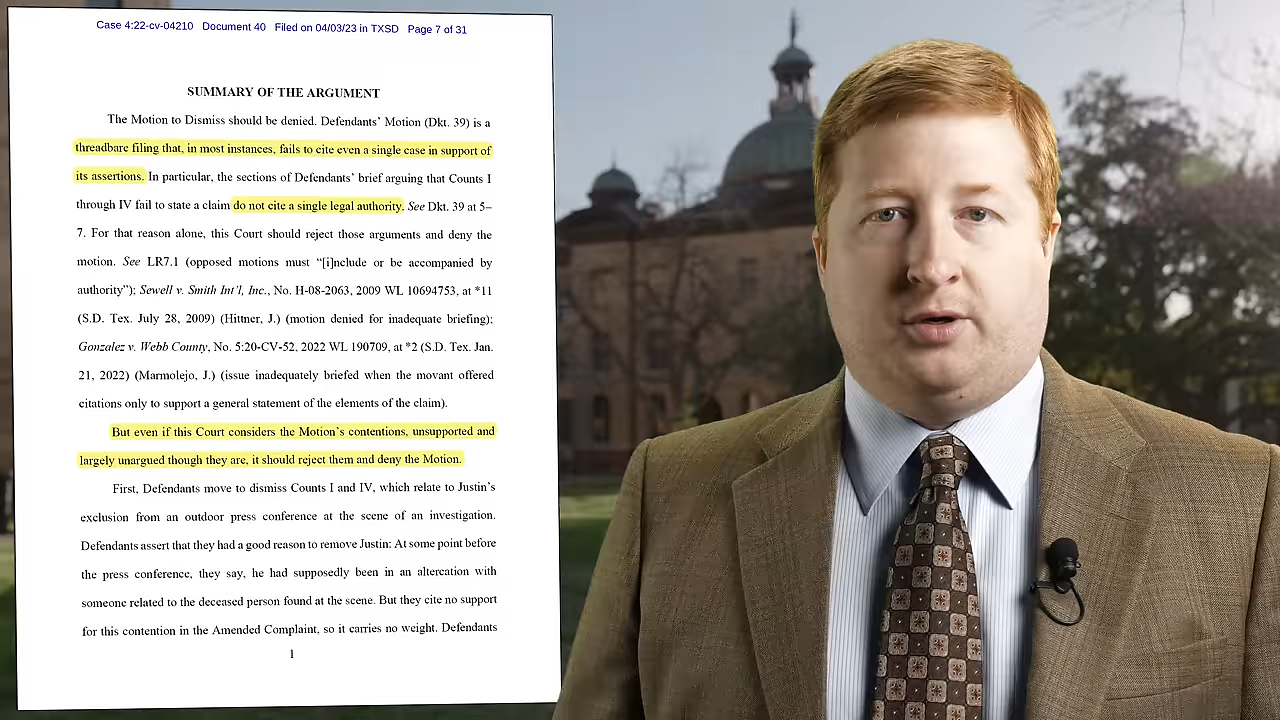 Case 4:22-cv-04210 Document 40 Filed on 04/03/23 in TXSD Page 7 of 31
SUMMARY OF THE ARGUMENT
The Motion to Dismiss should be denied. Defendants’ Motion (Dkt. 39) is a
threadbare filing that, in most instances, fails to cite even a single case in support of
its assertions. In particular, the sections of Defendants’ brief arguing that Counts I
through IV fail to state a claim do not cite a single legal authority. See Dkt. 39 at 5–
7. For that reason alone, this Court should reject those arguments and deny the
motion. See LR7.1 (opposed motions must “[i]nclude or be accompanied by
authority”); Sewell v. Smith Int’l, Inc., No. H-08-2063, 2009 WL 10694753, at *11
(S.D. Tex. July 28, 2009) (Hittner, J.) (motion denied for inadequate briefing);
Gonzalez v. Webb County, No. 5:20-CV-52, 2022 WL 190709, at *2 (S.D. Tex. Jan.
21, 2022) (Marmolejo, J.) (issue inadequately briefed when the movant offered
citations only to support a general statement of the elements of the claim).
But even if this Court considers the Motion’s contentions, unsupported and
largely unargued though they are, it should reject them and deny the Motion.
First, Defendants move to dismiss Counts I and IV, which relate to Justin’s
exclusion from an outdoor press conference at the scene of an investigation.
Defendants assert that they had a good reason to remove Justin: At some point before
the press conference, they say, he had supposedly been in an altercation with
someone related to the deceased person found at the scene. But they cite no support
for this contention in the Amended Complaint, so it carries no weight. Defendants
1